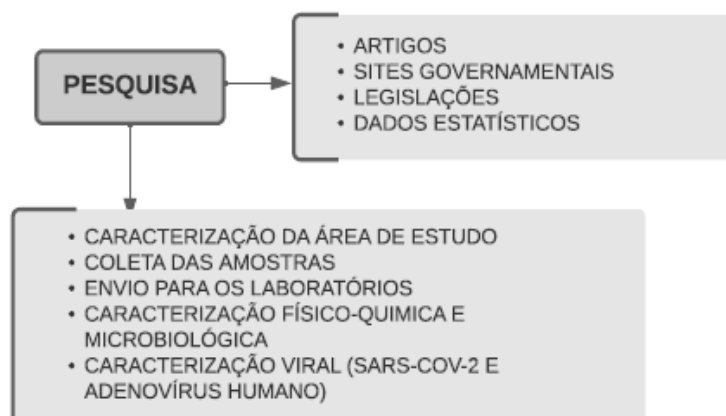 PESQUISA
• ARTIGOS
• SITES GOVERNAMENTAIS
• LEGISLAÇÕES
• DADOS ESTATÍSTICOS
• CARACTERIZAÇÃO DA ÁREA DE ESTUDO
• COLETA DAS AMOSTRAS
• ENVIO PARA OS LABORATÓRIOS
• CARACTERIZAÇÃO FÍSICO-QUIMICA E
MICROBIOLÓGICA
• CARACTERIZAÇÃO VIRAL (SARS-COV-2 E
ADENOVÍRUS HUMANO)